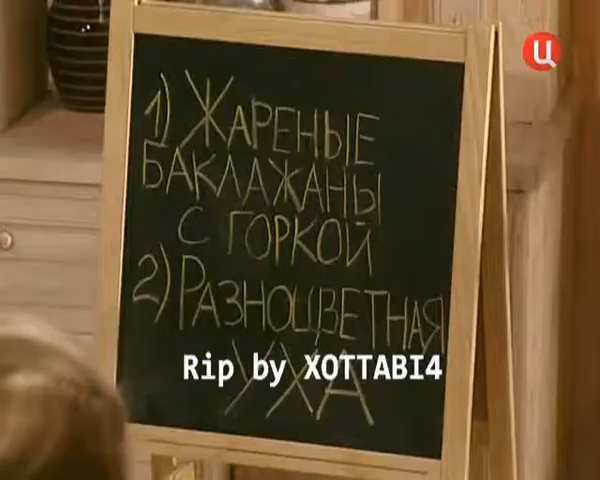 Ц
1) ЖАРЕНЫЕ
БАКЛАЖАНЫ
С ГОРКОЙ
2) РАЗНОЦВЕТНАЯ
УХА
Rip by XOTTABI4